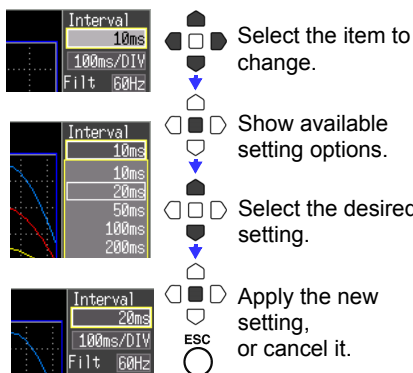 Interval
10ms
100ms/DIV
Filt 60Hz
Select the item to
change.
Interval
10ms
10ms
20ms
50ms
100ms
200ms
Show available
setting options.
Select the desired
setting.
Interval
20ms
100ms/DIV
Filt 60Hz
ESC
Apply the new
setting,
or cancel it.